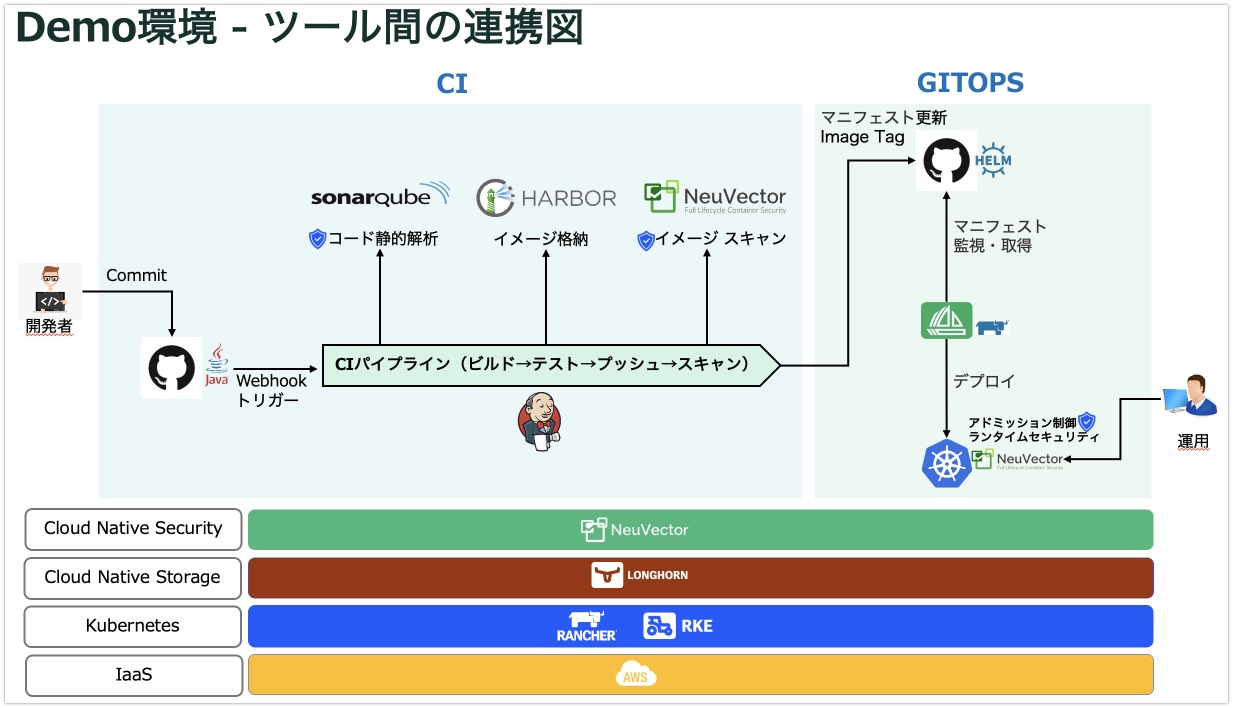 Demo環境 - ツール間の連携図
CI
GITOPS
マニフェスト更新
Image Tag
HELM
sonarqube
HARBOR
NeuVector
Full Lifecycle Container Security
コード静的解析
イメージ格納
イメージ スキャン
マニフェスト
監視・取得
Commit
</>
開発者
Java
Webhook
トリガー
CIパイプライン（ビルド→テスト→プッシュ→スキャン）
デプロイ
アドミッション制御
ランタイムセキュリティ
NeuVector
Full Lifecycle Container Security
運用
Cloud Native Security
NeuVector
Cloud Native Storage
LONGHORN
Kubernetes
RANCHER
RKE
IaaS
AWS